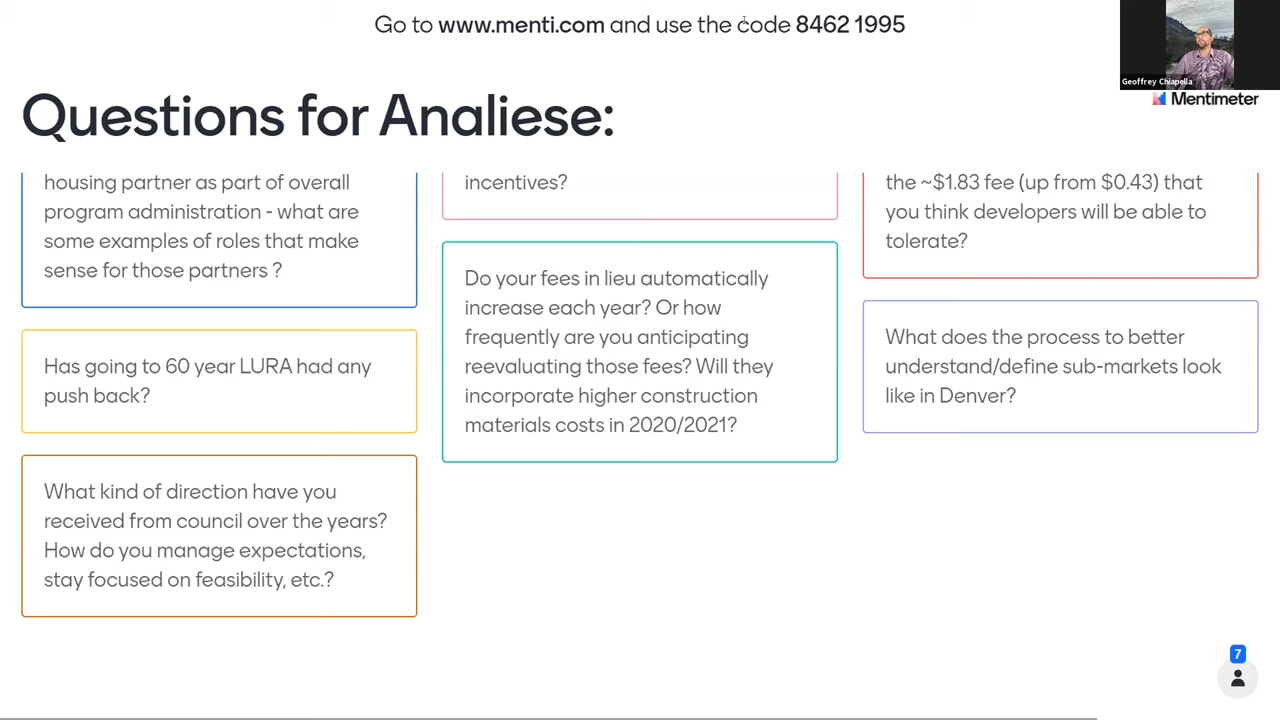 Go to www.menti.com and use the code 8462 1995
Geoffrey Chiapella
Mentimeter
Questions for Analiese:
housing partner as part of overall
program administration - what are
some examples of roles that make
sense for those partners ?
Has going to 60 year LURA had any
push back?
What kind of direction have you
received from council over the years?
How do you manage expectations,
stay focused on feasibility, etc.?
incentives?
Do your fees in lieu automatically
increase each year? Or how
frequently are you anticipating
reevaluating those fees? Will they
incorporate higher construction
materials costs in 2020/2021?
the ~$1.83 fee (up from $0.43) that
you think developers will be able to
tolerate?
What does the process to better
understand/define sub-markets look
like in Denver?
7